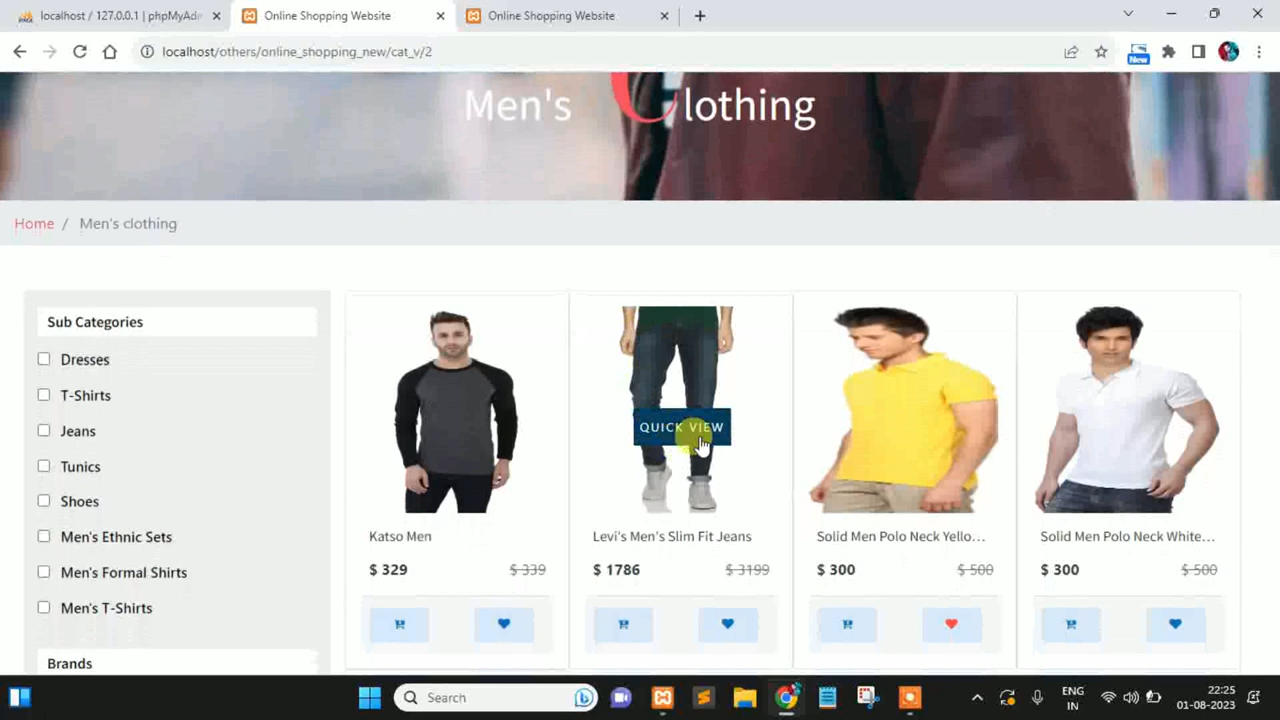 localhost / 127.0.0.1 | phpMyAdm
Online Shopping Website
Online Shopping Website
localhost/others/online_shopping_new/cat_v/2
New
Men's Clothing
Home / Men's clothing
Sub Categories
Dresses
T-Shirts
Jeans
Tunics
Shoes
Men's Ethnic Sets
Men's Formal Shirts
Men's T-Shirts
Brands
QUICK VIEW
Katso Men
$ 329 $ 339
Levi's Men's Slim Fit Jeans
$ 1786 $ 3199
Solid Men Polo Neck Yello...
$ 300 $ 500
Solid Men Polo Neck White...
$ 300 $ 500
Search
ENG
IN
22:25
01-08-2023